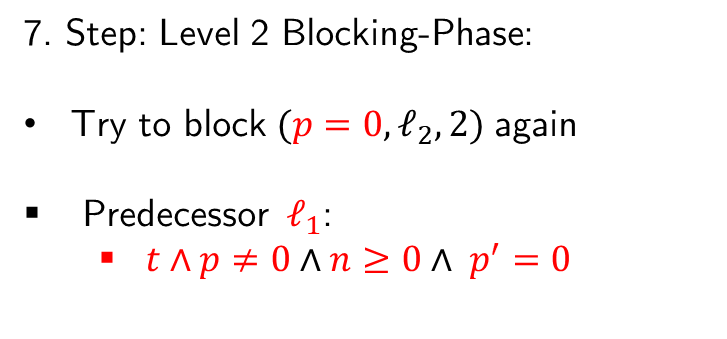 7. Step: Level 2 Blocking-Phase:
• Try to block (p = 0, ℓ₂, 2) again
▪ Predecessor ℓ₁:
▪ t ∧ p ≠ 0 ∧ n ≥ 0 ∧ p′ = 0